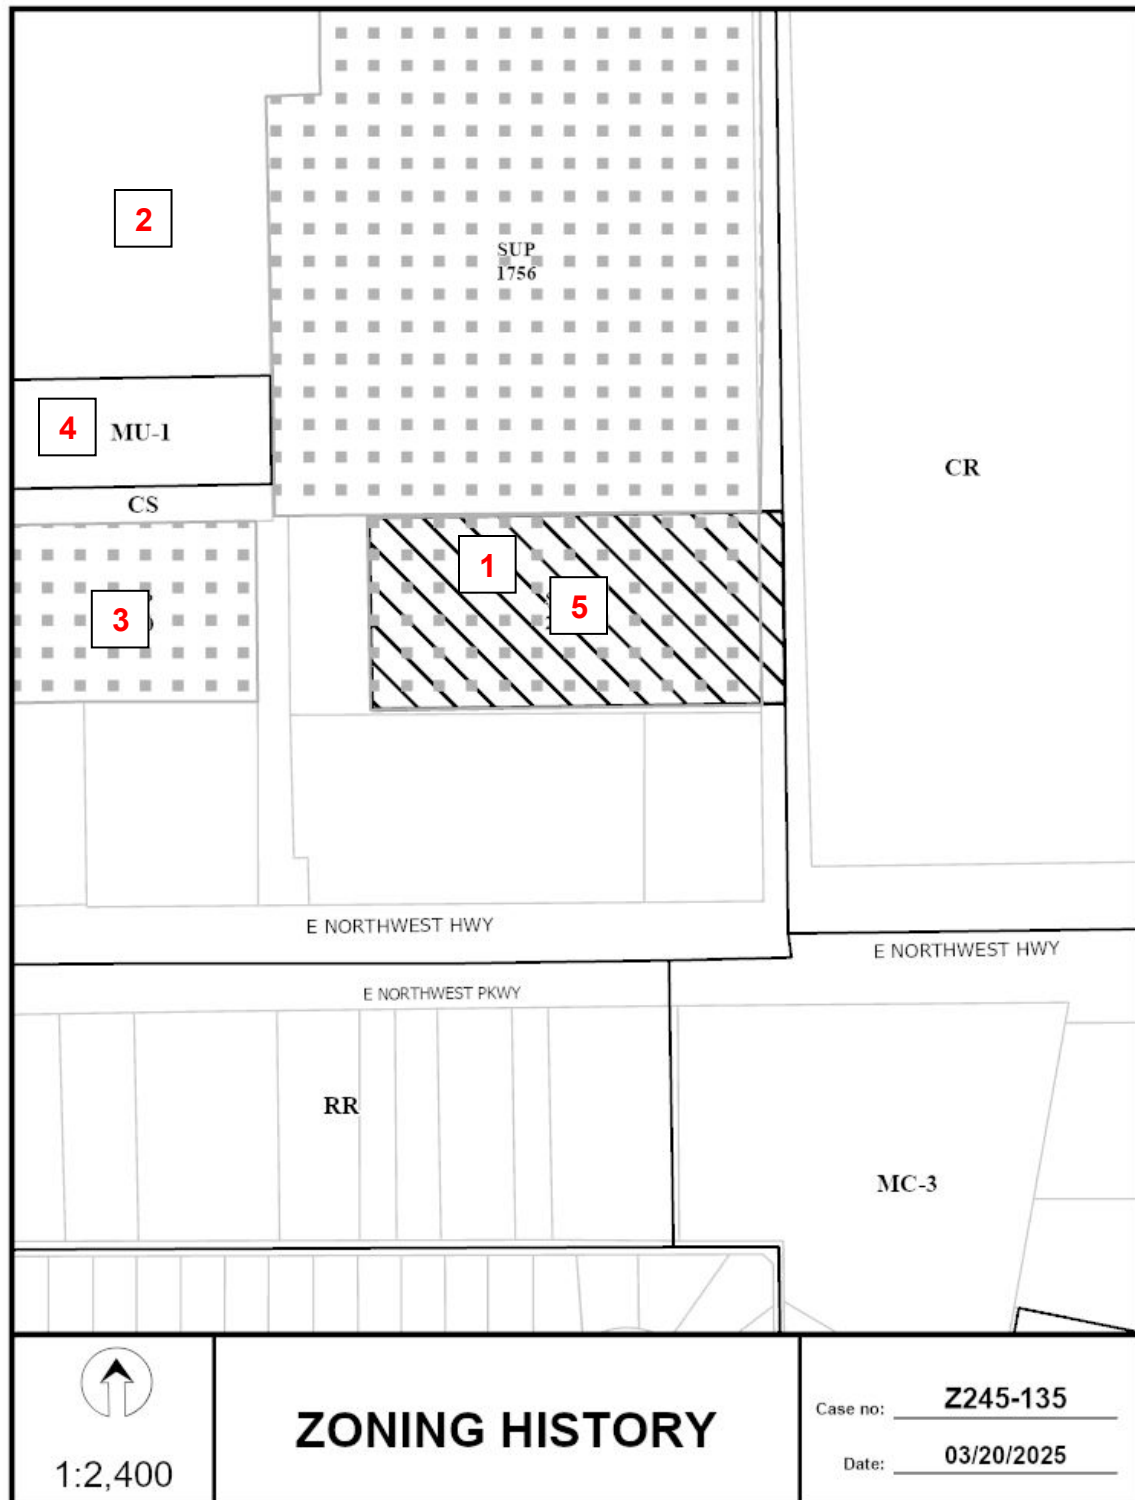 2
SUP
1756
4
MU-1
CR
CS
1
5
3
E NORTHWEST HWY
E NORTHWEST HWY
E NORTHWEST PKWY
RR
MC-3
1:2,400
ZONING HISTORY
Case no: Z245-135
Date: 03/20/2025